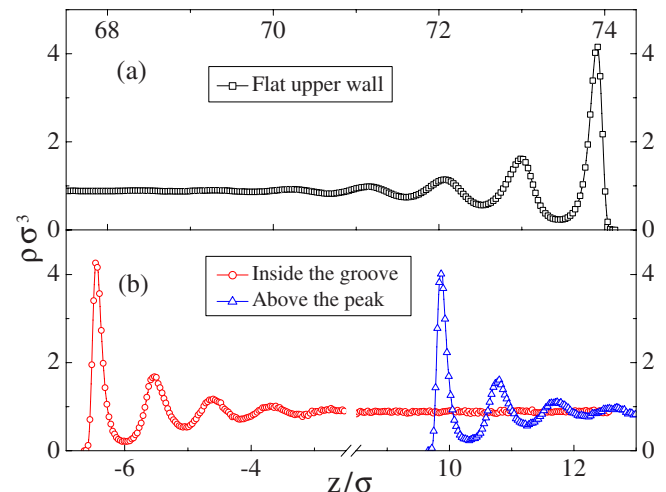 68 70 72 74
4
2
0
(a)
Flat upper wall
4
2
0
ρσ³
4
2
0
(b)
Inside the groove
Above the peak
4
2
0
-6 -4 10 12
z/σ